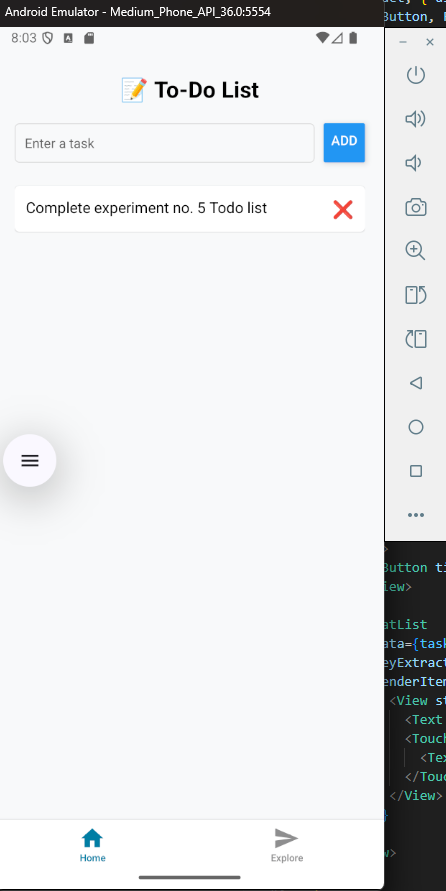 Android Emulator - Medium_Phone_API_36.0:5554
8:03
📝 To-Do List
Enter a task
ADD
Complete experiment no. 5 Todo list
Home
Explore
Button,
>
Button ti
iew>
atList
ata={task
eyExtract
enderItem
<View st
<Text
<Touch
<Tex
</Touc
</View>
}
w>